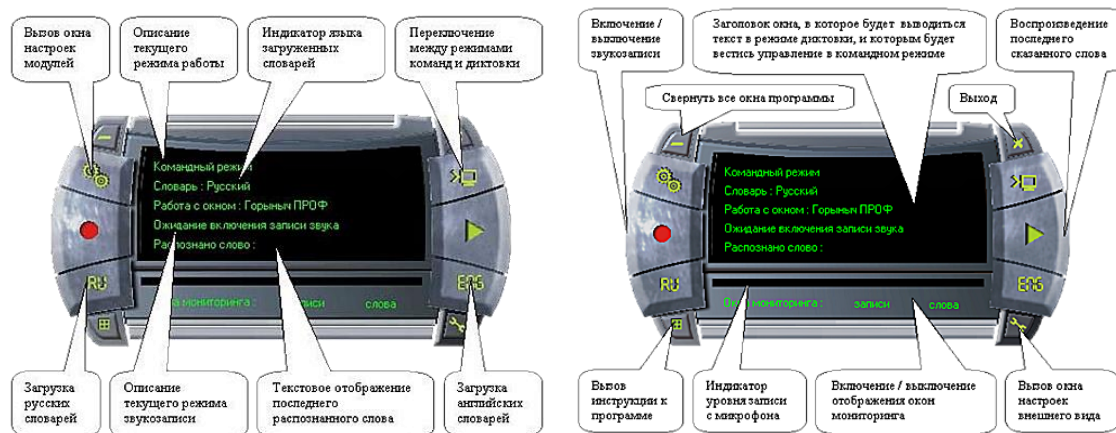 Вызов окна
настроек
модулей
Описание
текущего
режима работы
Индикатор языка
загруженных
словарей
Переключение
между режимами
команд и диктовки
Командный режим
Словарь : Русский
Работа с окном : Горыныч ПРОФ
Ожидание включения записи звука
Распознано слово :
RU
ENG
мониторинга :
записи
слова
Загрузка
русских
словарей
Описание
текущего режима
звукозаписи
Текстовое отображение
последнего
распознанного слова
Загрузка
английских
словарей
Включение /
выключение
звукозаписи
Заголовок окна, в которое будет выводиться
текст в режиме диктовки, и которым будет
вестись управление в командном режиме
Воспроизведение
последнего
сказанного слова
Свернуть все окна программы
Выход
Командный режим
Словарь : Русский
Работа с окном : Горыныч ПРОФ
Ожидание включения записи звука
Распознано слово :
RU
ENG
мониторинга :
записи
слова
Вызов
инструкции к
программе
Индикатор
уровня записи
с микрофона
Включение / выключение
отображения окон
мониторинга
Вызов окна
настроек
внешнего вида